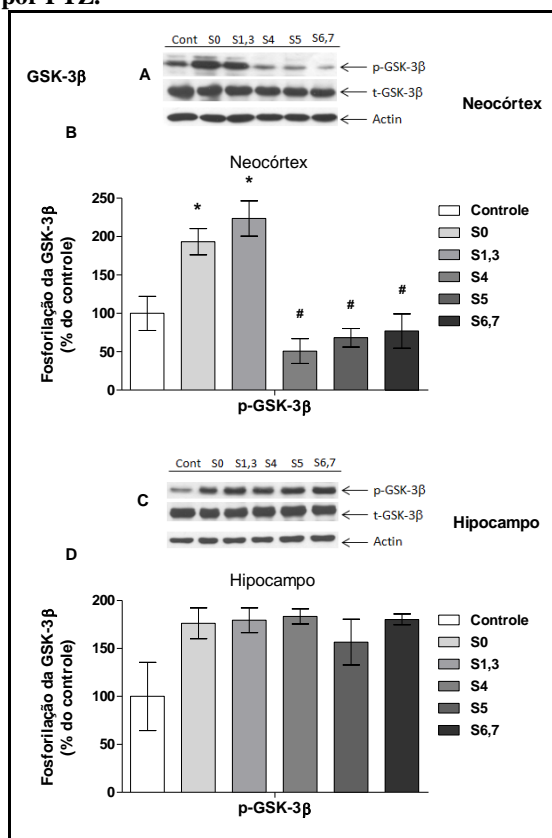 por PTZ.
Cont S0 S1,3 S4 S5 S6,7
GSK-3β
A
p-GSK-3β
t-GSK-3β
Actin
Neocórtex
B
Neocórtex
Fosforilação da GSK-3β
(% do controle)
250
200
150
100
50
0
*
*
#
#
#
p-GSK-3β
Controle
S0
S1,3
S4
S5
S6,7
Cont S0 S1,3 S4 S5 S6,7
C
p-GSK-3β
t-GSK-3β
Actin
Hipocampo
D
Hipocampo
Fosforilação da GSK-3β
(% do controle)
200
150
100
50
0
p-GSK-3β
Controle
S0
S1,3
S4
S5
S6,7